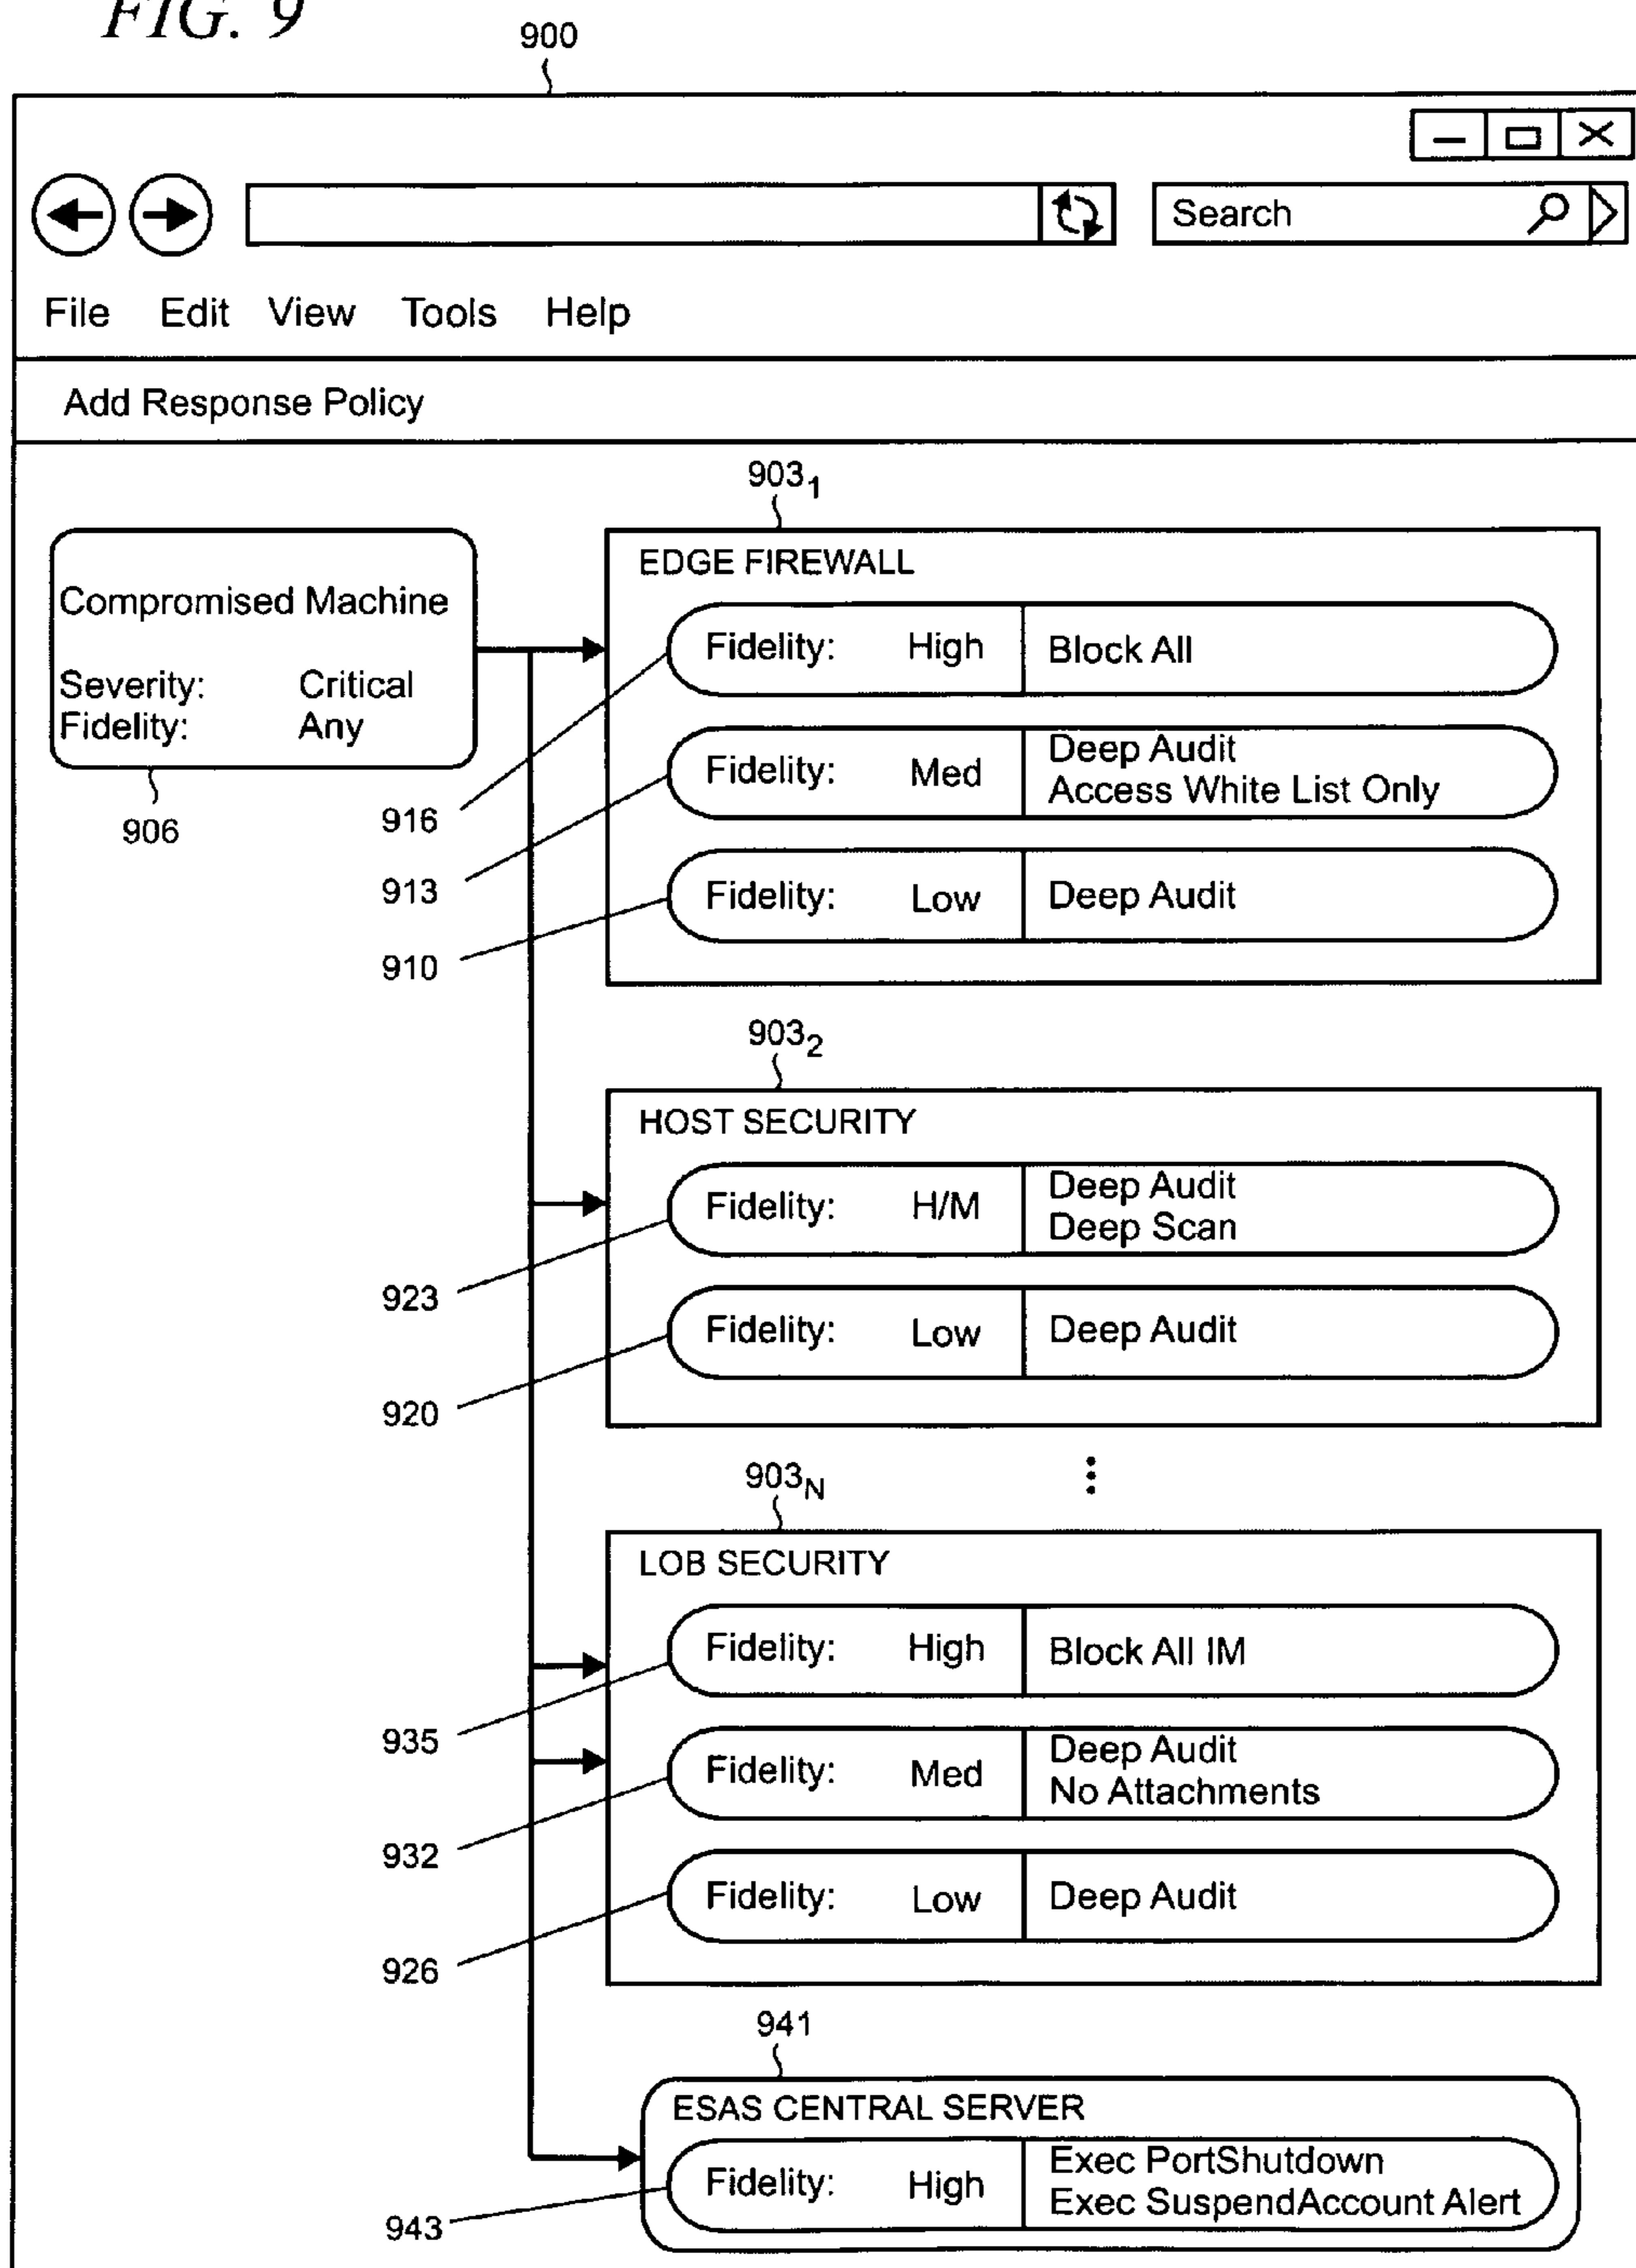 FIG. 9
900
Search
File Edit View Tools Help
Add Response Policy
903₁
Compromised Machine
Severity: Critical
Fidelity: Any
906
EDGE FIREWALL
Fidelity: High Block All
916
Fidelity: Med Deep Audit
Access White List Only
913
Fidelity: Low Deep Audit
910
903₂
HOST SECURITY
Fidelity: H/M Deep Audit
Deep Scan
923
Fidelity: Low Deep Audit
920
903N
LOB SECURITY
Fidelity: High Block All IM
935
Fidelity: Med Deep Audit
No Attachments
932
Fidelity: Low Deep Audit
926
941
ESAS CENTRAL SERVER
Fidelity: High Exec PortShutdown
Exec SuspendAccount Alert
943